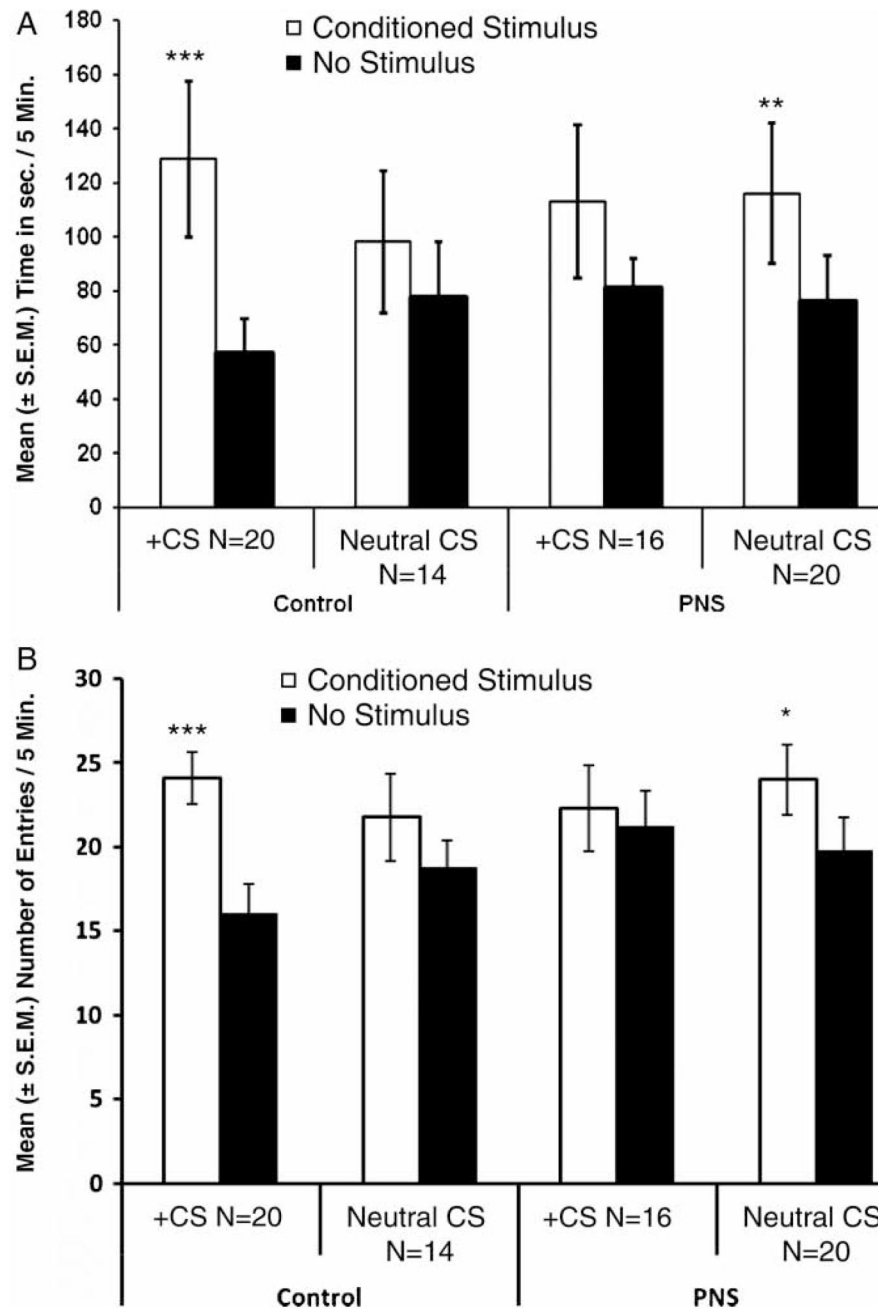 A
□ Conditioned Stimulus
■ No Stimulus
Mean (± S.E.M.) Time in sec. / 5 Min.
180
160
140
120
100
80
60
40
20
0
***
**
+CS N=20
Neutral CS
N=14
+CS N=16
Neutral CS
N=20
Control
PNS
B
□ Conditioned Stimulus
■ No Stimulus
Mean (± S.E.M.) Number of Entries / 5 Min.
30
25
20
15
10
5
0
***
*
+CS N=20
Neutral CS
N=14
+CS N=16
Neutral CS
N=20
Control
PNS